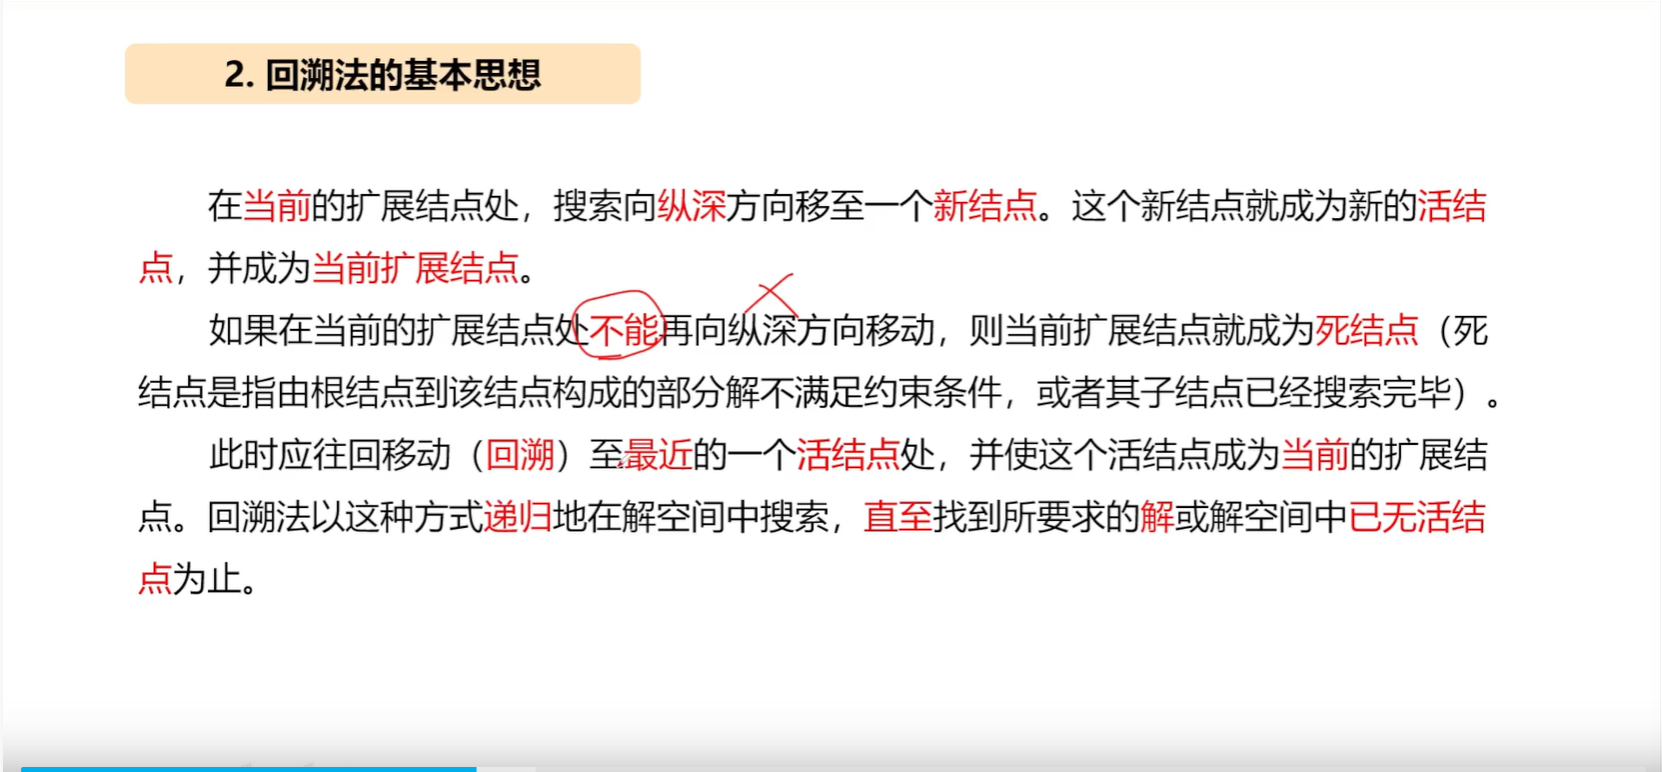 2. 回溯法的基本思想
在当前的扩展结点处，搜索向纵深方向移至一个新结点。这个新结点就成为新的活结
点，并成为当前扩展结点。
如果在当前的扩展结点处不能再向纵深方向移动，则当前扩展结点就成为死结点（死
结点是指由根结点到该结点构成的部分解不满足约束条件，或者其子结点已经搜索完毕）。
此时应往回移动（回溯）至最近的一个活结点处，并使这个活结点成为当前的扩展结
点。回溯法以这种方式递归地在解空间中搜索，直至找到所要求的解或解空间中已无活结
点为止。